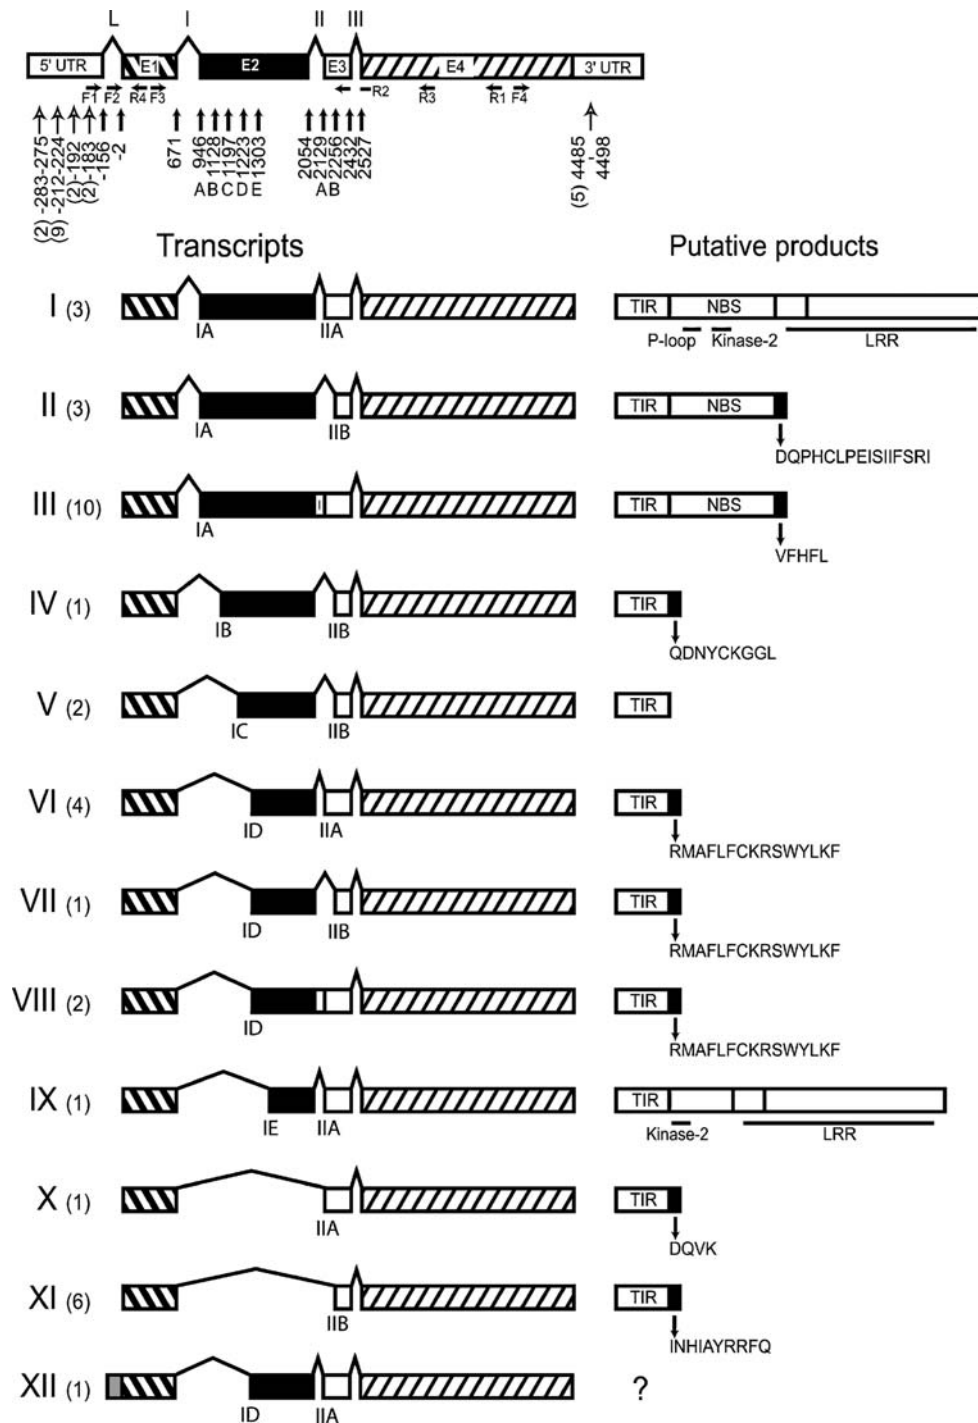 L I II III
5' UTR E1 E2 E3 E4 3' UTR
F1 F2 R4 F3 R2 R3 R1 F4
(2) -283-275
(9) -212-224
(2)-192
(2)-183
-156
-2
671
946
1128
1197
1223
1303
2054
2129
2256
2432
2527
(5) 4485
4498
A B C D E A B
Transcripts Putative products
I (3) TIR NBS
IA IIA P-loop Kinase-2 LRR
II (3) TIR NBS
IA IIB
DQPHCLPEISIIFSRI
III (10) I TIR NBS
IA
VFHFL
IV (1) TIR
IB IIB
QDNYCKGGL
V (2) TIR
IC IIB
VI (4) TIR
ID IIA
RMAFLFCKRSWYLKF
VII (1) TIR
ID IIB
RMAFLFCKRSWYLKF
VIII (2) TIR
ID
RMAFLFCKRSWYLKF
IX (1) TIR
IE IIA Kinase-2 LRR
X (1) TIR
IIA
DQVK
XI (6) TIR
IIB
INHIAYRRFQ
XII (1) ?
ID IIA